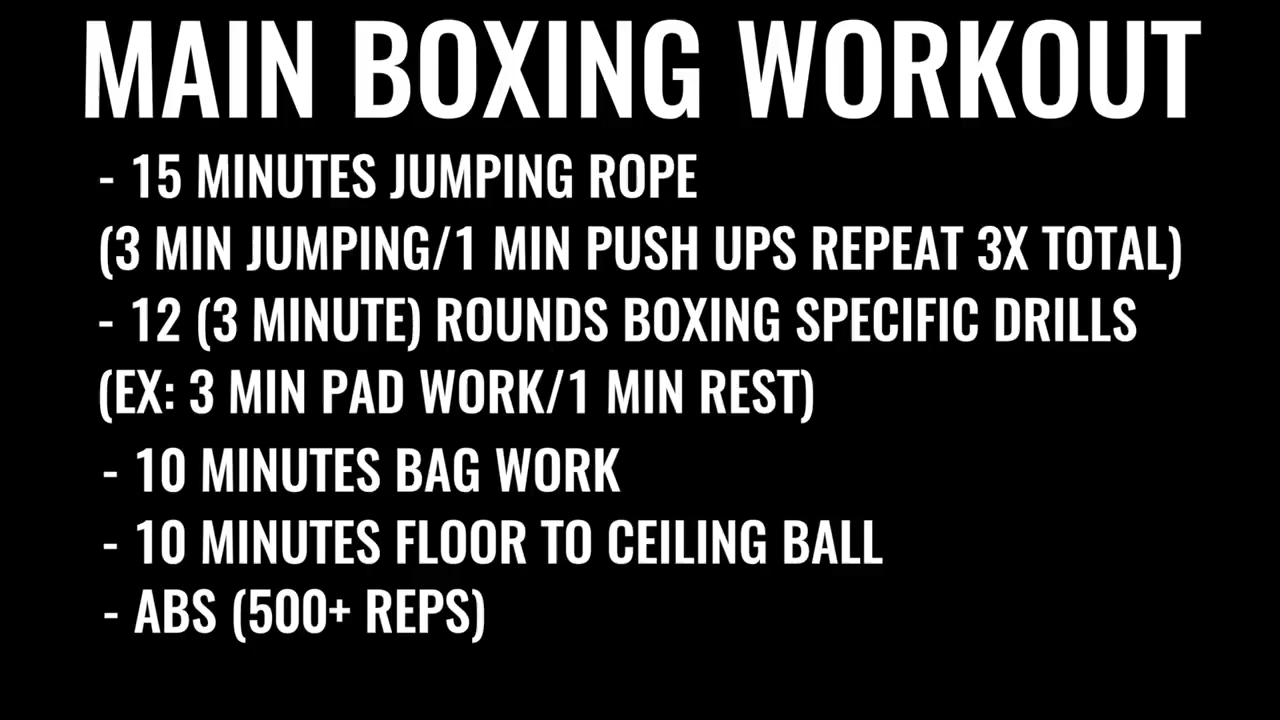 MAIN BOXING WORKOUT
- 15 MINUTES JUMPING ROPE
(3 MIN JUMPING/1 MIN PUSH UPS REPEAT 3X TOTAL)
- 12 (3 MINUTE) ROUNDS BOXING SPECIFIC DRILLS
(EX: 3 MIN PAD WORK/1 MIN REST)
- 10 MINUTES BAG WORK
- 10 MINUTES FLOOR TO CEILING BALL
- ABS (500+ REPS)